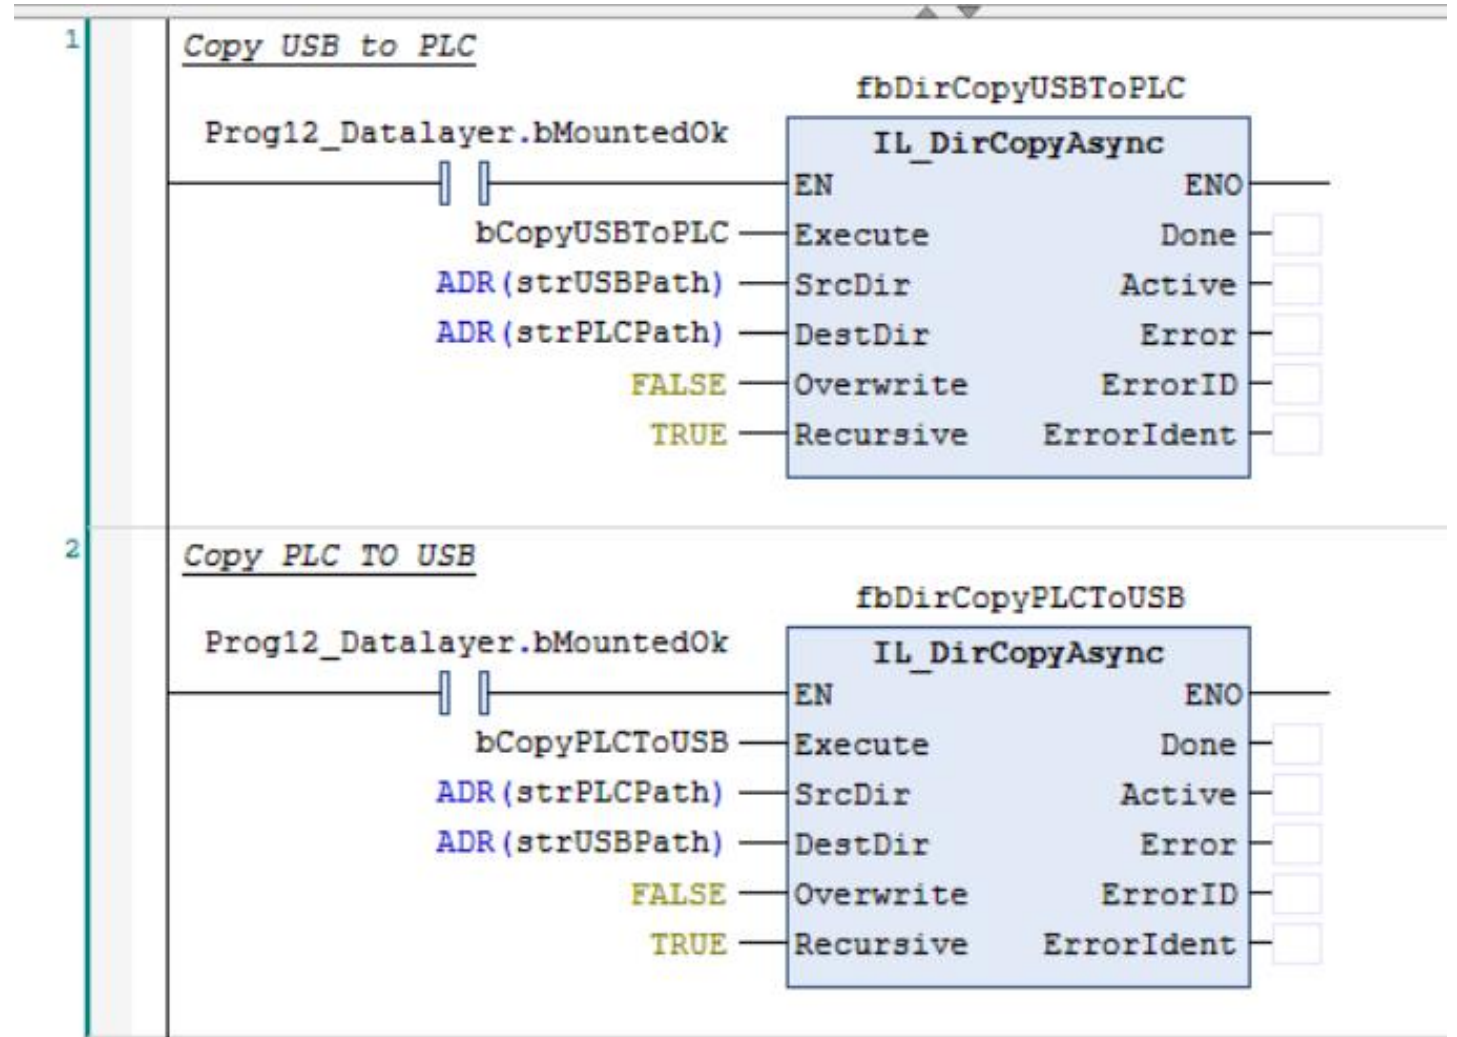 1
Copy USB to PLC
fbDirCopyUSBToPLC
Prog12_Datalayer.bMountedOk
IL_DirCopyAsync
EN ENO
bCopyUSBToPLC Execute Done
ADR(strUSBPath) SrcDir Active
ADR(strPLCPath) DestDir Error
FALSE Overwrite ErrorID
TRUE Recursive ErrorIdent
2
Copy PLC TO USB
fbDirCopyPLCToUSB
Prog12_Datalayer.bMountedOk
IL_DirCopyAsync
EN ENO
bCopyPLCToUSB Execute Done
ADR(strPLCPath) SrcDir Active
ADR(strUSBPath) DestDir Error
FALSE Overwrite ErrorID
TRUE Recursive ErrorIdent